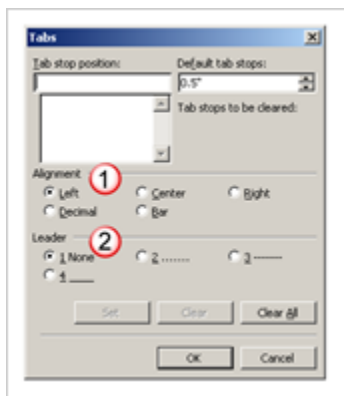 Tabs
Tab stop position: Default tab stops:
0.5"
Tab stops to be cleared:
Alignment 1
Left Center Right
Decimal Bar
Leader 2
1 None 2 ....... 3 -------
4 ___
Set Clear Clear All
OK Cancel